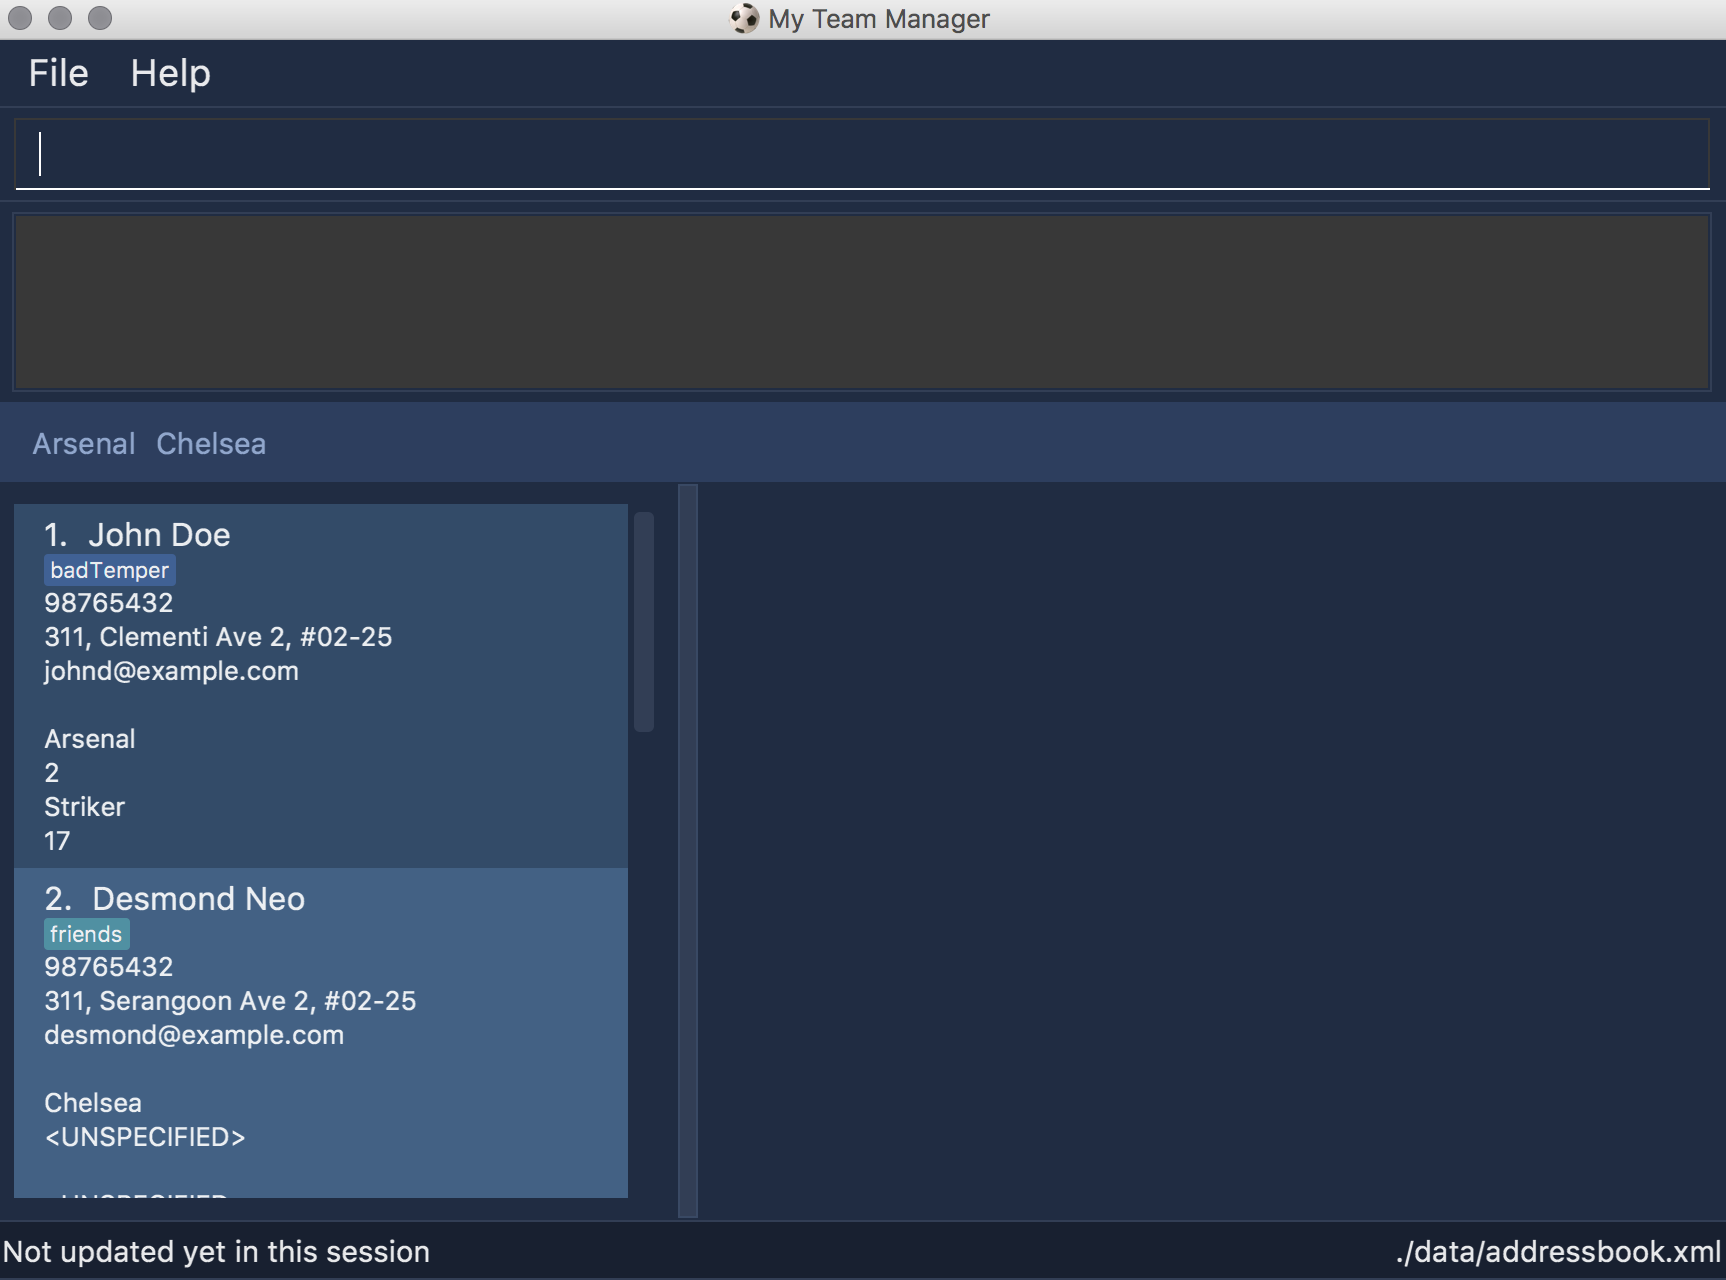 My Team Manager
File Help
Arsenal Chelsea
1. John Doe
badTemper
98765432
311, Clementi Ave 2, #02-25
johnd@example.com
Arsenal
2
Striker
17
2. Desmond Neo
friends
98765432
311, Serangoon Ave 2, #02-25
desmond@example.com
Chelsea
<UNSPECIFIED>
Not updated yet in this session
./data/addressbook.xml